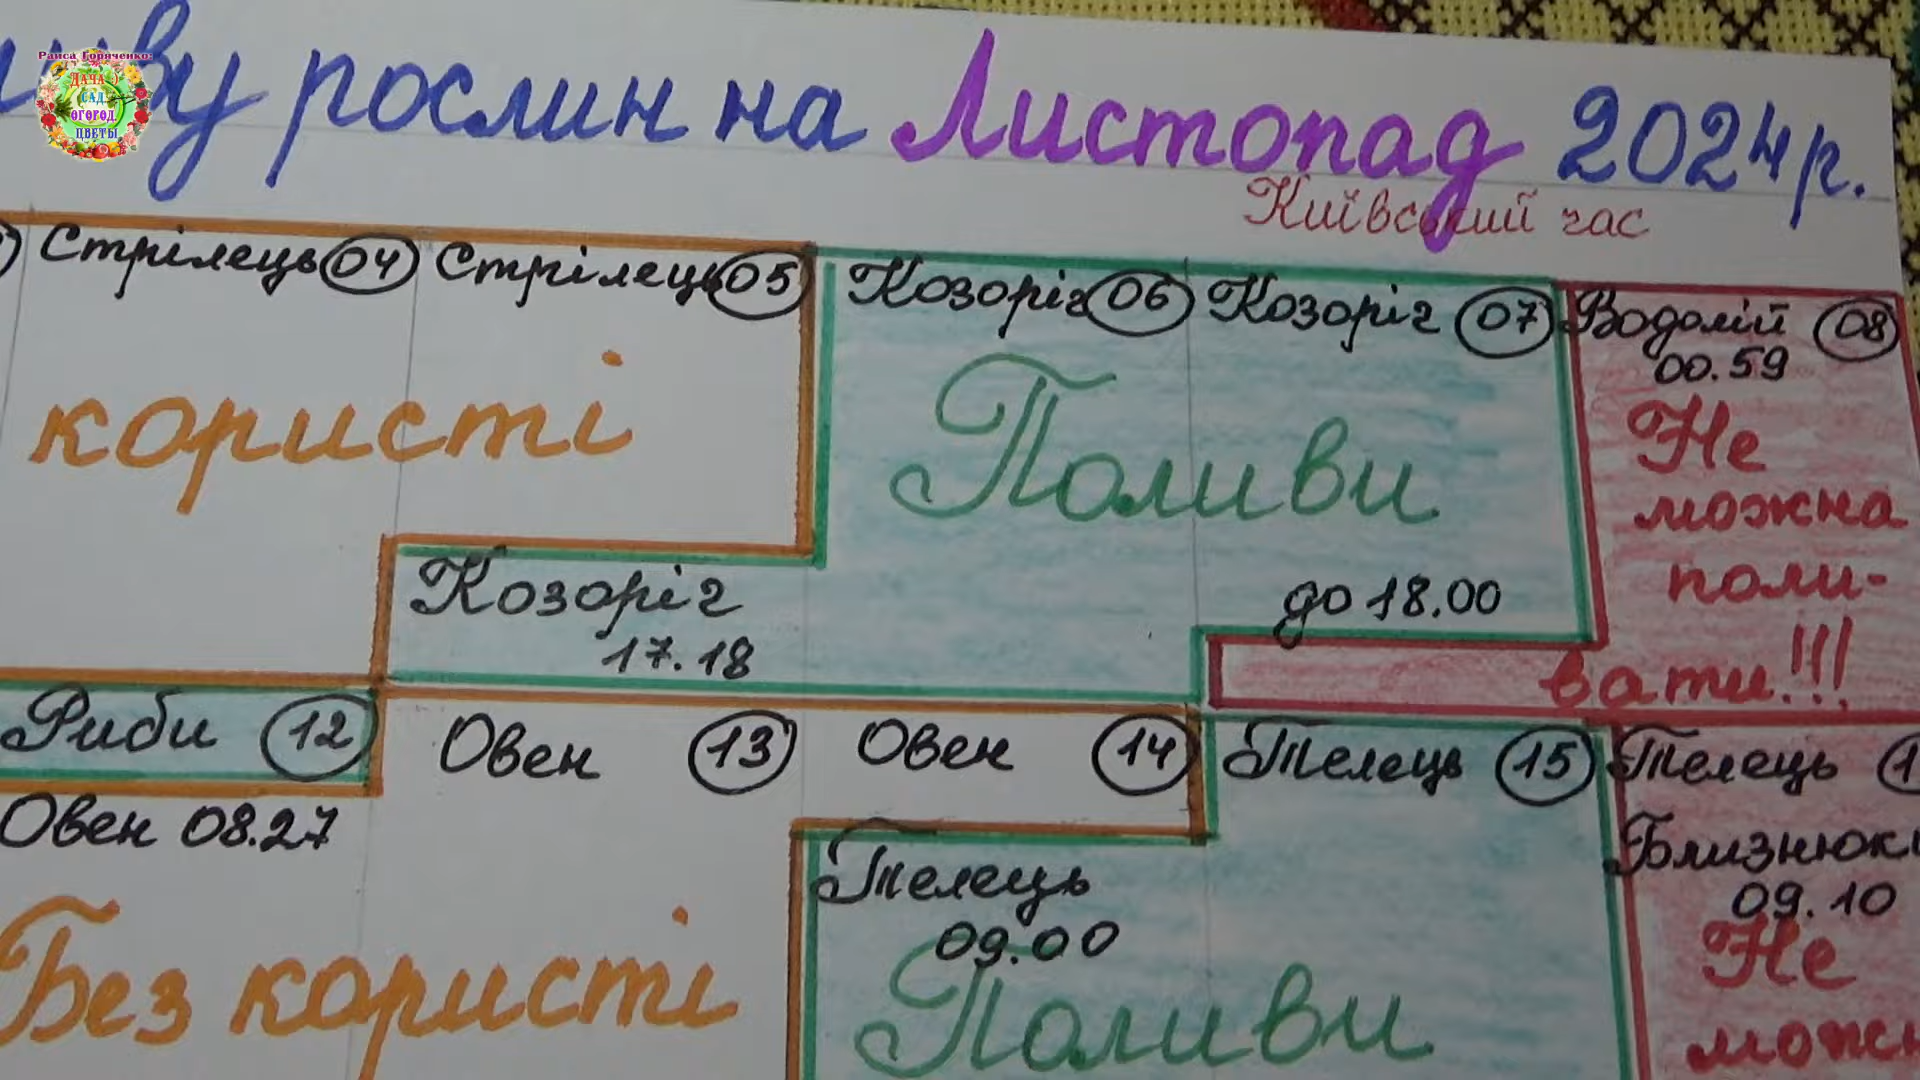 Раиса Горяченко:
ДАЧА
САД,
ОГОРОД,
ЦВЕТЫ
рослин на Листопад 2024 р.
Київський час
Стрілець 04 Стрілець 05 Козоріг 06 Козоріг 07 Водолій 08
00.59
користі
Поливи
Не
можна
поли-
вати!!!
Козоріг
17.18
до 18.00
Риби 12 Овен 13 Овен 14 Телець 15 Телець
Овен 08.27
Телець
09.00
Близнюки
09.10
Без користі
Поливи
Не